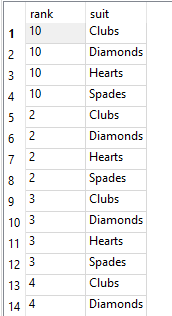 rank suit
1 10 Clubs
2 10 Diamonds
3 10 Hearts
4 10 Spades
5 2 Clubs
6 2 Diamonds
7 2 Hearts
8 2 Spades
9 3 Clubs
10 3 Diamonds
11 3 Hearts
12 3 Spades
13 4 Clubs
14 4 Diamonds